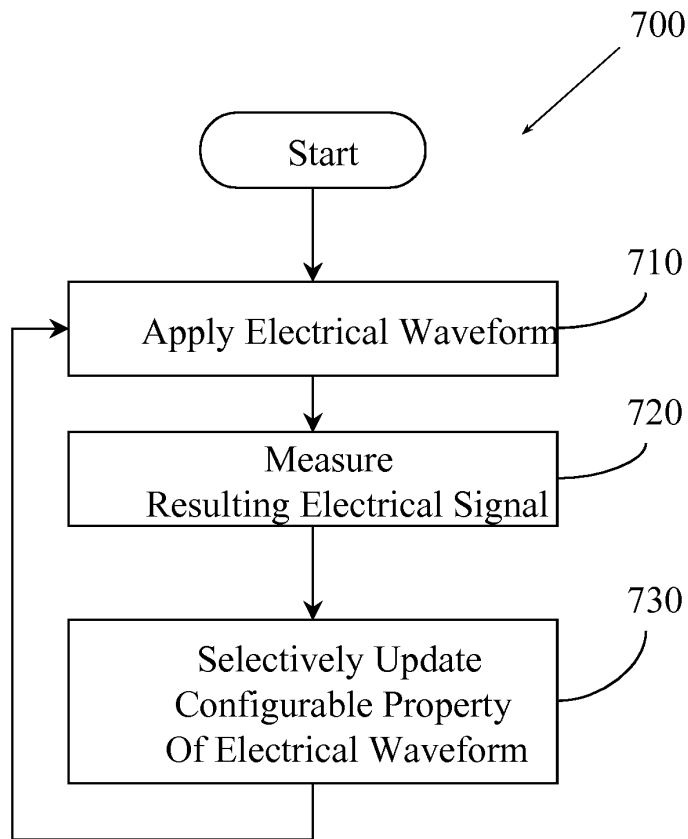 700
Start
710
Apply Electrical Waveform
720
Measure
Resulting Electrical Signal
730
Selectively Update
Configurable Property
Of Electrical Waveform